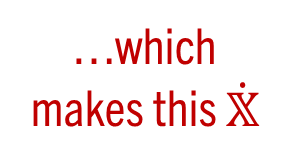 …which
makes this 𝕏̇